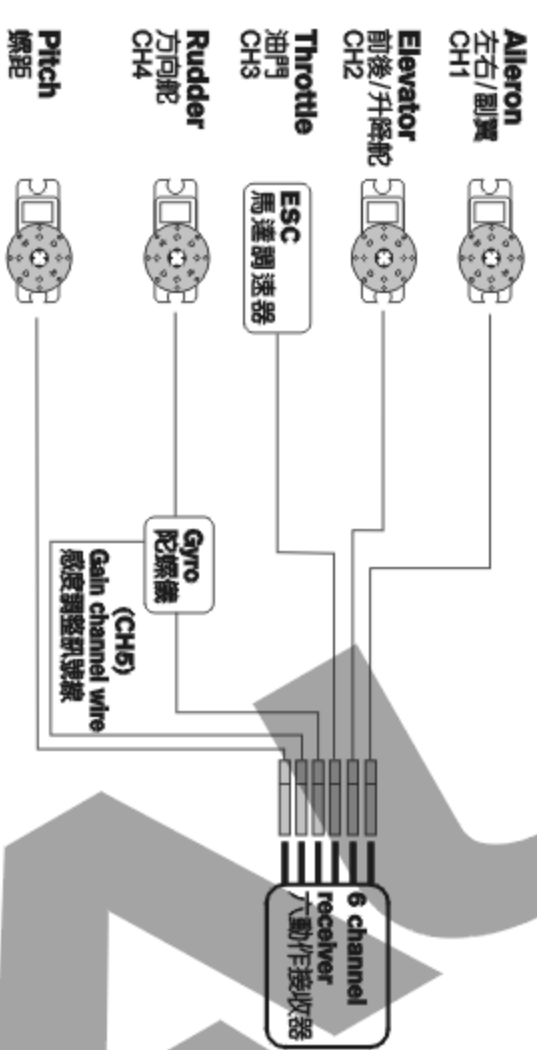 Aileron
左右/副翼
CH1
Elevator
前後/升降舵
CH2
Throttle
油門
CH3
Rudder
方向舵
CH4
Pitch
螺距
ESC
馬達調速器
Gyro
陀螺儀
(CH5)
Gain channel wire
感度調整訊號線
6 channel
receiver
六動作接收器